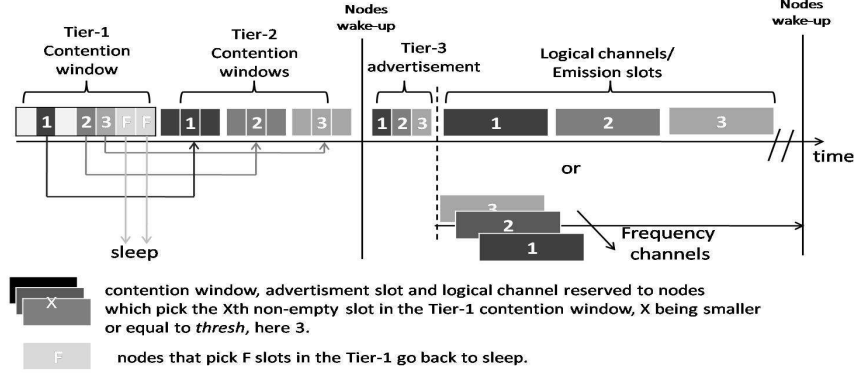 Nodes
wake-up
Nodes
wake-up
Tier-1
Contention
window
Tier-2
Contention
windows
Tier-3
advertisement
Logical channels/
Emission slots
1 2 3 F F
1 2 3
1 2 3
1 2 3
time
or
3
2
1
Frequency
channels
sleep
X
contention window, advertisment slot and logical channel reserved to nodes
which pick the Xth non-empty slot in the Tier-1 contention window, X being smaller
or equal to thresh, here 3.
F
nodes that pick F slots in the Tier-1 go back to sleep.